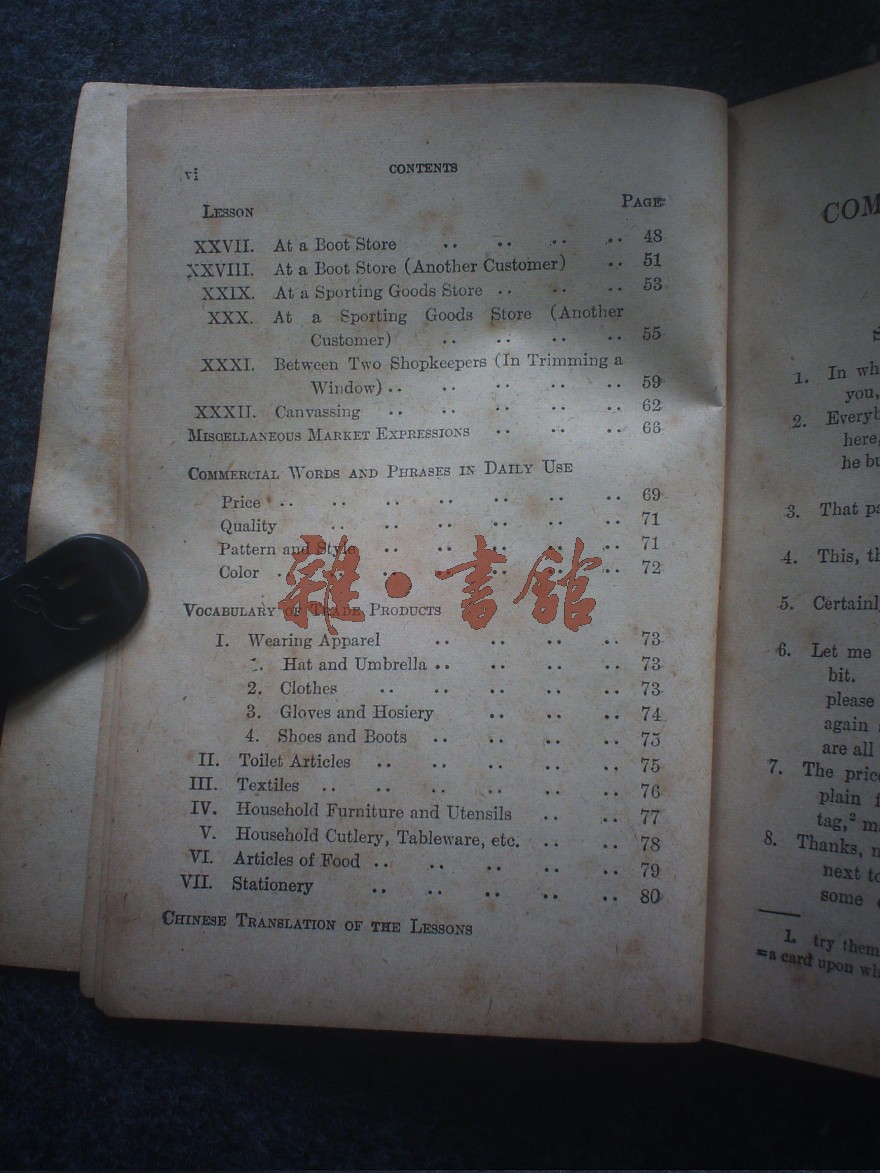 vi CONTENTS
LESSON PAGE
XXVII. At a Boot Store .. .. .. .. 48
XXVIII. At a Boot Store (Another Customer) .. 51
XXIX. At a Sporting Goods Store .. .. .. 53
XXX. At a Sporting Goods Store (Another
Customer) .. .. .. .. 55
XXXI. Between Two Shopkeepers (In Trimming a
Window) .. .. .. .. .. 59
XXXII. Canvassing .. .. .. .. .. 62
MISCELLANEOUS MARKET EXPRESSIONS .. .. .. 66
COMMERCIAL WORDS AND PHRASES IN DAILY USE
Price .. .. .. .. .. .. .. 69
Quality .. .. .. .. .. .. 71
Pattern and Style .. .. .. .. .. 71
Color .. .. .. .. .. .. .. 72
雜·書館
VOCABULARY OF TRADE PRODUCTS
I. Wearing Apparel .. .. .. .. 73
1. Hat and Umbrella .. .. .. .. 73
2. Clothes .. .. .. .. .. 73
3. Gloves and Hosiery .. .. .. 74
4. Shoes and Boots .. .. .. .. 75
II. Toilet Articles .. .. .. .. .. 75
III. Textiles .. .. .. .. .. .. 76
IV. Household Furniture and Utensils .. .. 77
V. Household Cutlery, Tableware, etc. .. .. 78
VI. Articles of Food .. .. .. .. .. 79
VII. Stationery .. .. .. .. .. 80
CHINESE TRANSLATION OF THE LESSONS
COM
S
1. In wh
you,
2. Everyb
here,
he bu
3. That pa
4. This, th
5. Certainl
6. Let me
bit.
please
again
are all
7. The price
plain f
tag,² ma
8. Thanks, n
next to
some
1. try them
=a card upon wh